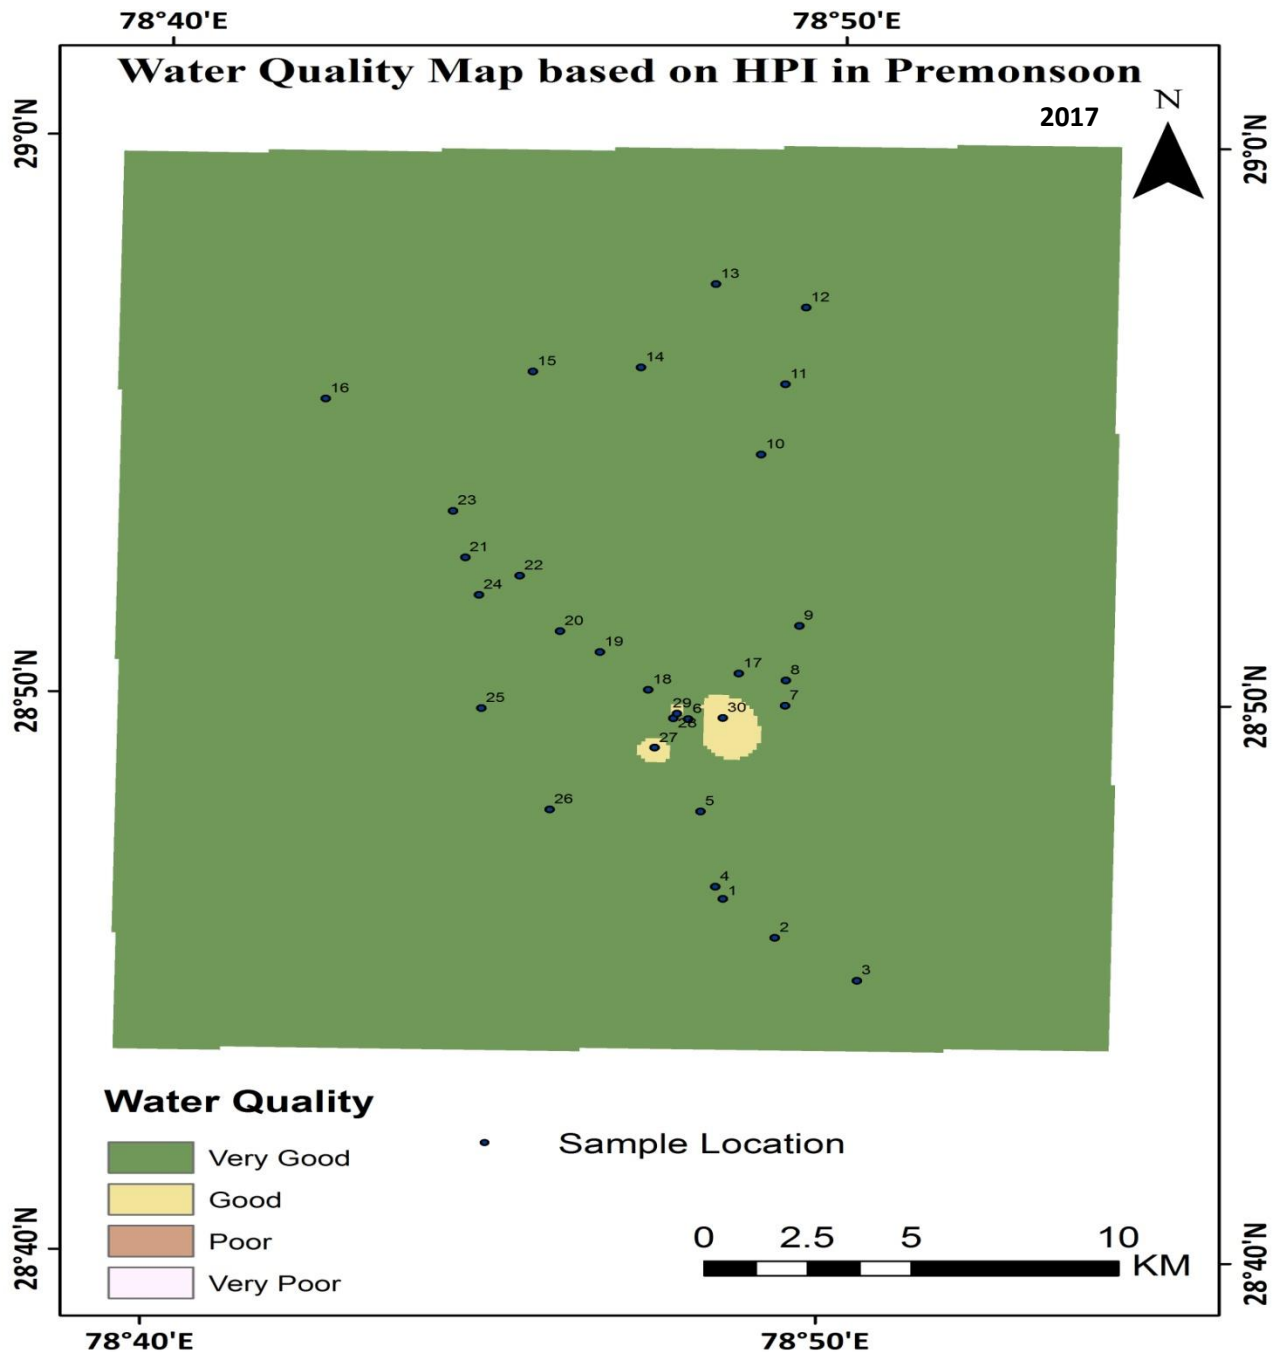 78°40'E 78°50'E
Water Quality Map based on HPI in Premonsoon
N
2017
29°0'N 29°0'N
13
12
14
15
11
16
10
23
21
22
24
9
20
19
17
8
18
28°50'N 28°50'N
7
25
29 6 30
28
27
26
5
4
1
2
3
Water Quality
Very Good
Sample Location
Good
Poor
Very Poor
0 2.5 5 10
KM
28°40'N 28°40'N
78°40'E 78°50'E